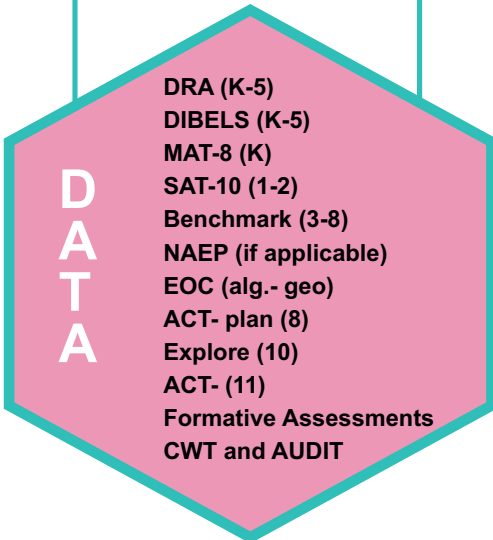 DATA
DRA (K-5)
DIBELS (K-5)
MAT-8 (K)
SAT-10 (1-2)
Benchmark (3-8)
NAEP (if applicable)
EOC (alg.- geo)
ACT- plan (8)
Explore (10)
ACT- (11)
Formative Assessments
CWT and AUDIT